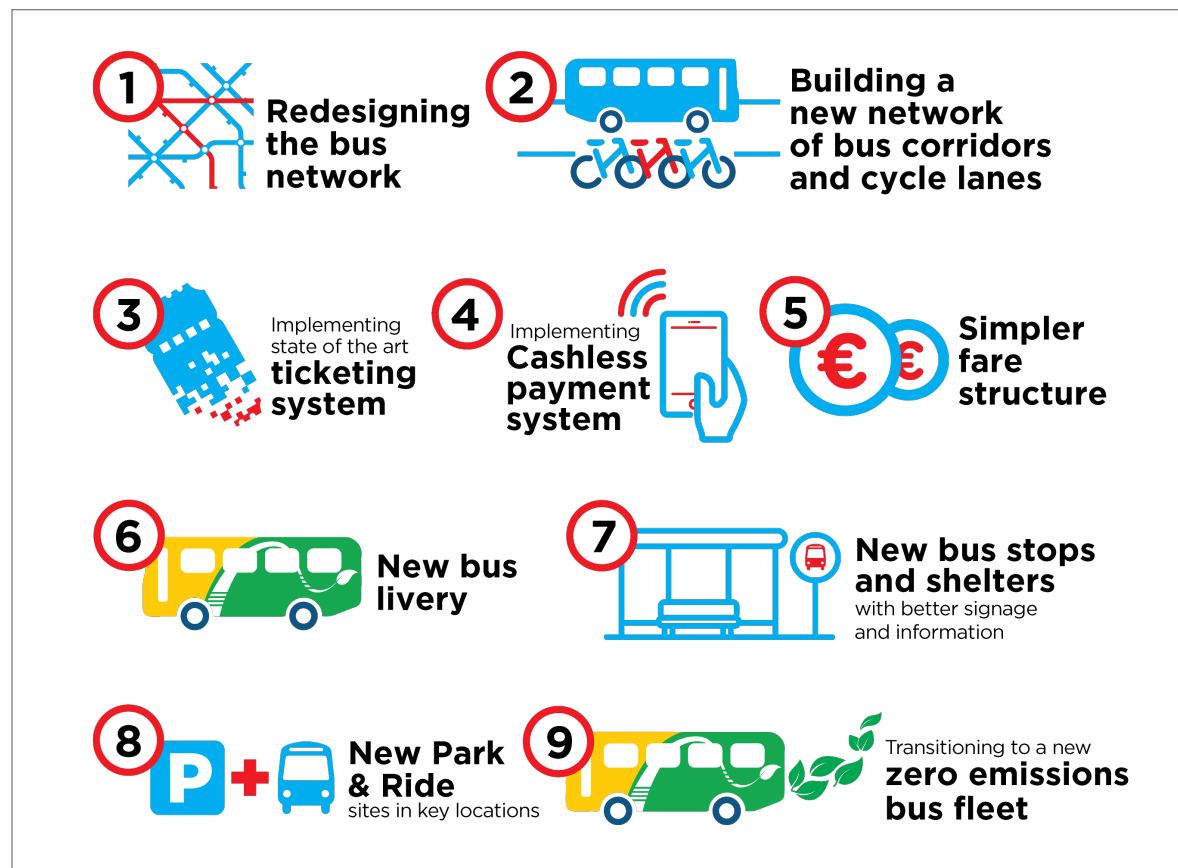 1
Redesigning
the bus
network
2
Building a
new network
of bus corridors
and cycle lanes
3
Implementing
state of the art
ticketing
system
4
Implementing
Cashless
payment
system
5
€
€
Simpler
fare
structure
6
New bus
livery
7
New bus stops
and shelters
with better signage
and information
8
P
New Park
& Ride
sites in key locations
9
Transitioning to a new
zero emissions
bus fleet